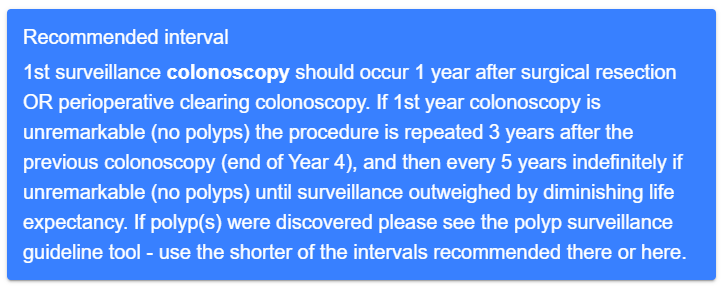 Recommended interval
1st surveillance colonoscopy should occur 1 year after surgical resection
OR perioperative clearing colonoscopy. If 1st year colonoscopy is
unremarkable (no polyps) the procedure is repeated 3 years after the
previous colonoscopy (end of Year 4), and then every 5 years indefinitely if
unremarkable (no polyps) until surveillance outweighed by diminishing life
expectancy. If polyp(s) were discovered please see the polyp surveillance
guideline tool - use the shorter of the intervals recommended there or here.